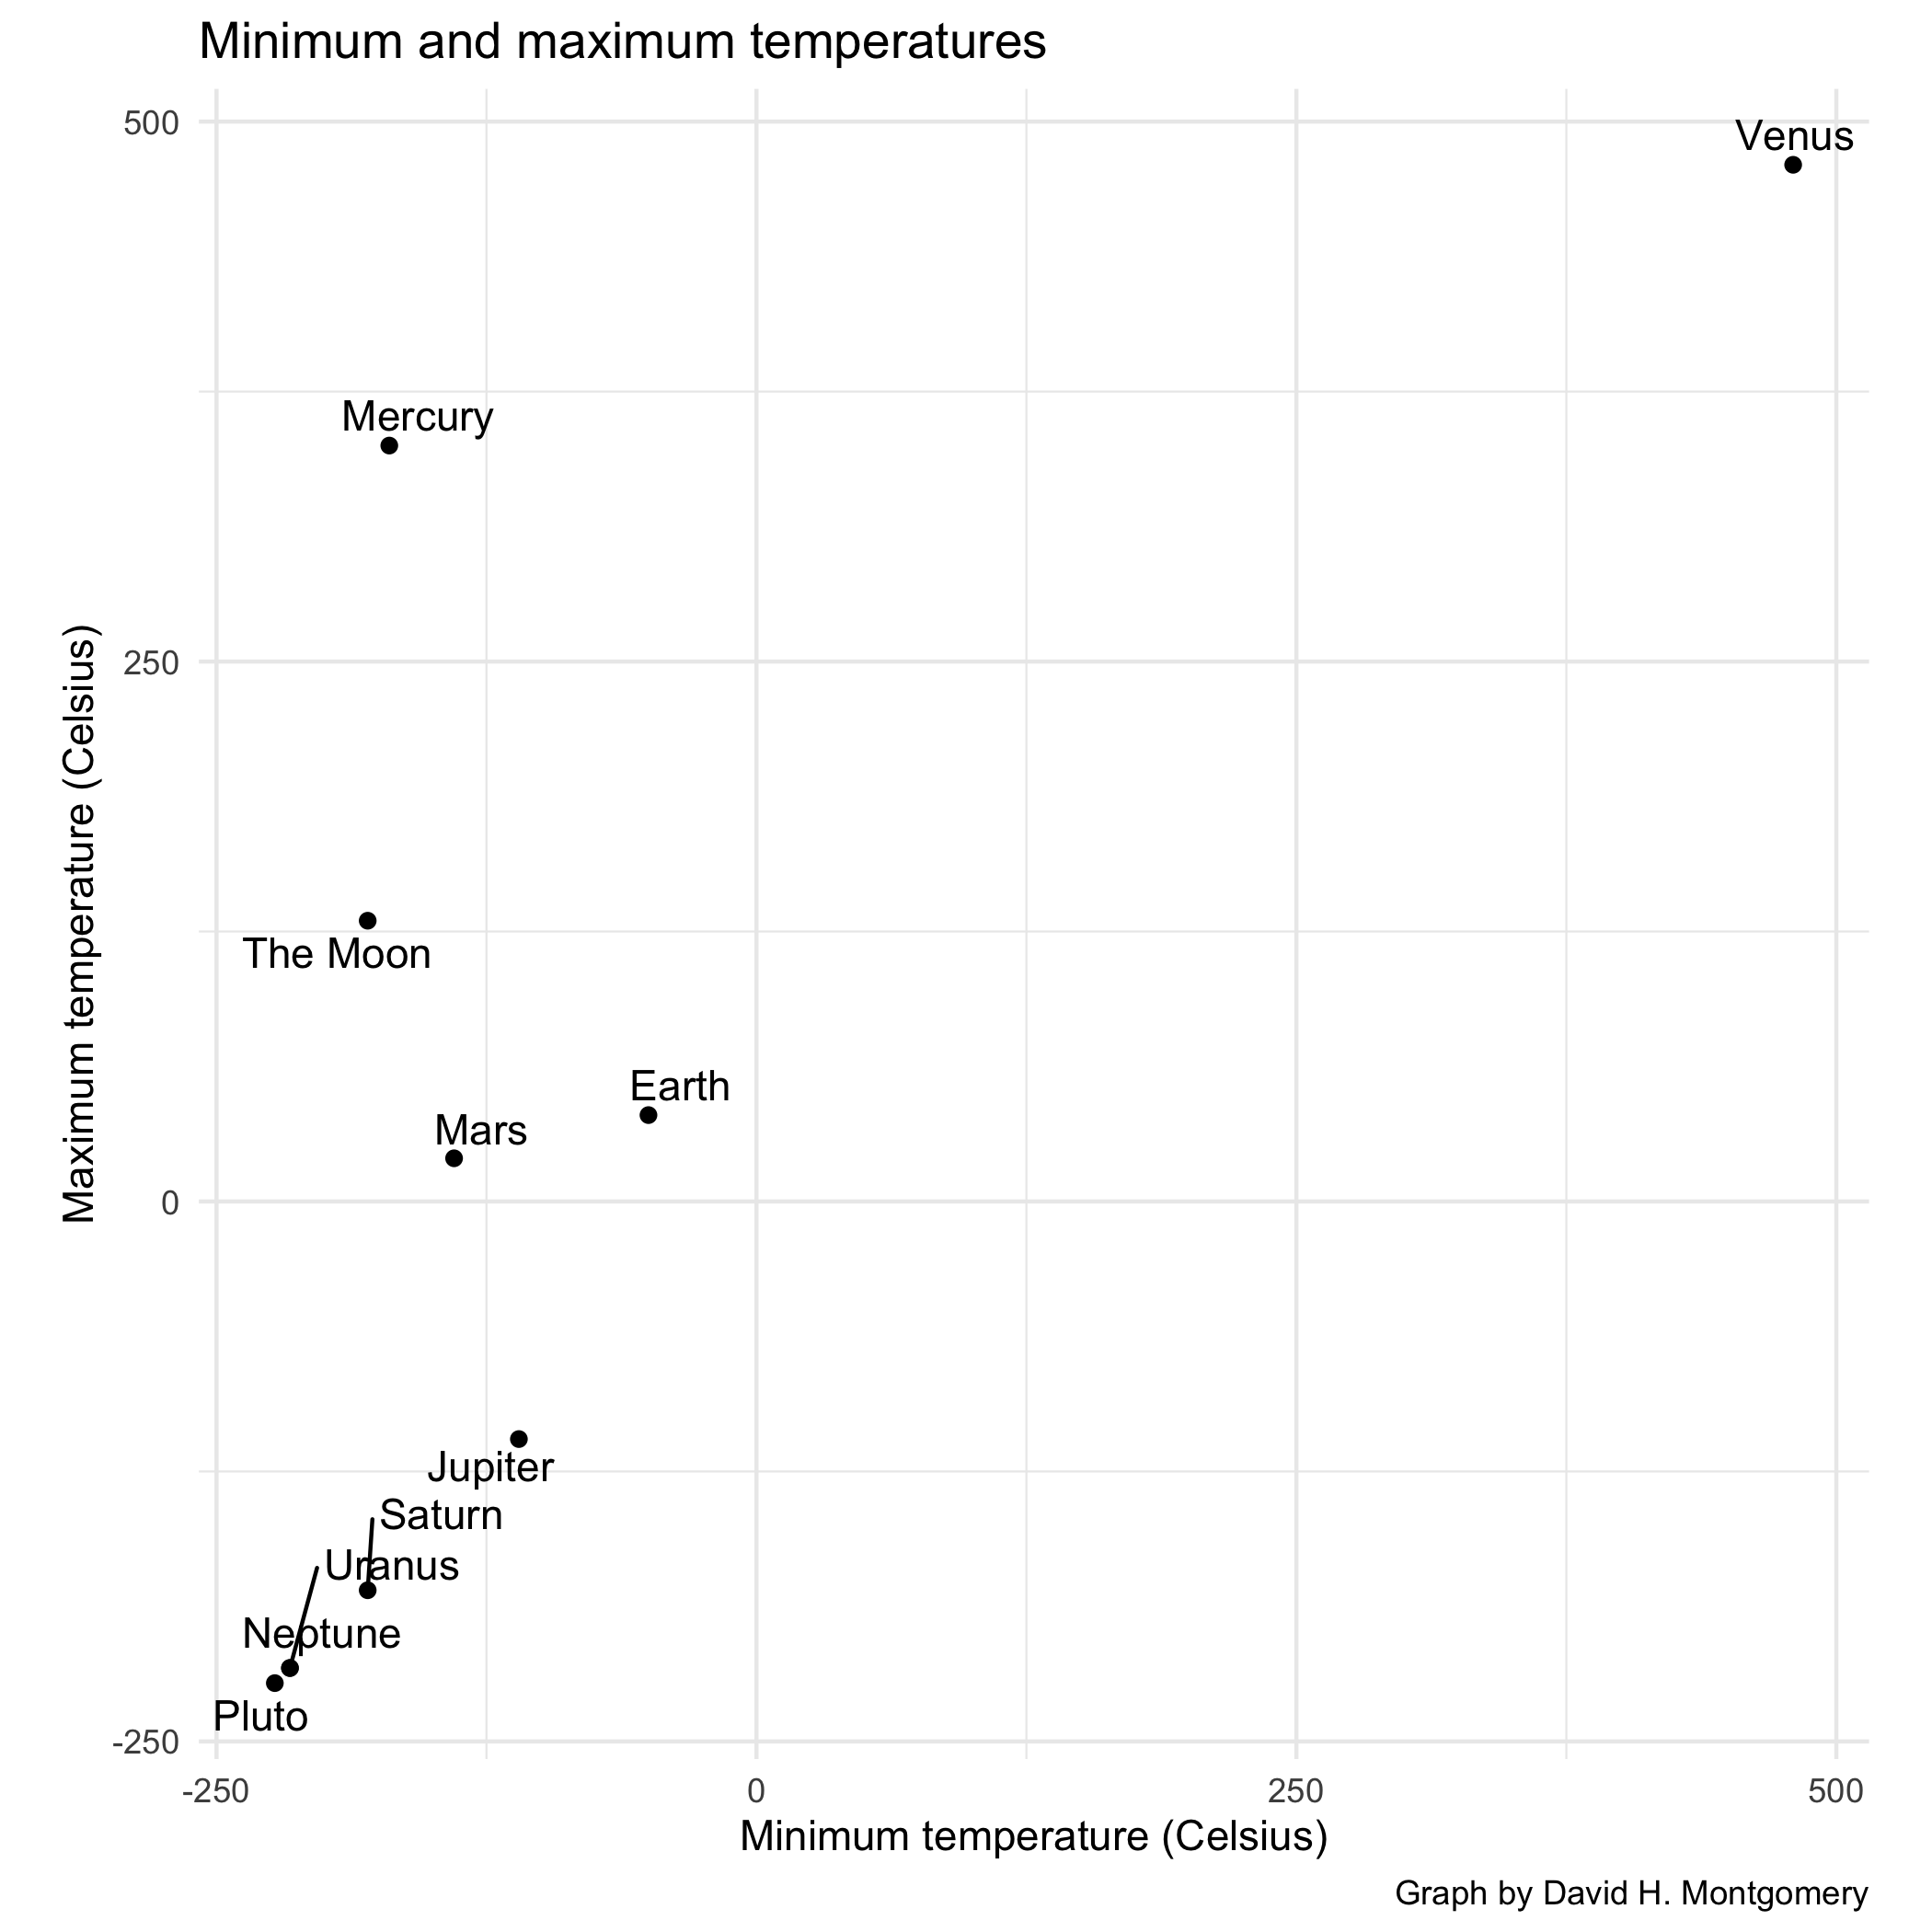 Minimum and maximum temperatures
500
Venus
Mercury
250
Maximum temperature (Celsius)
The Moon
Earth
Mars
0
Jupiter
Saturn
Uranus
Neptune
Pluto
-250
-250 0 250 500
Minimum temperature (Celsius)
Graph by David H. Montgomery